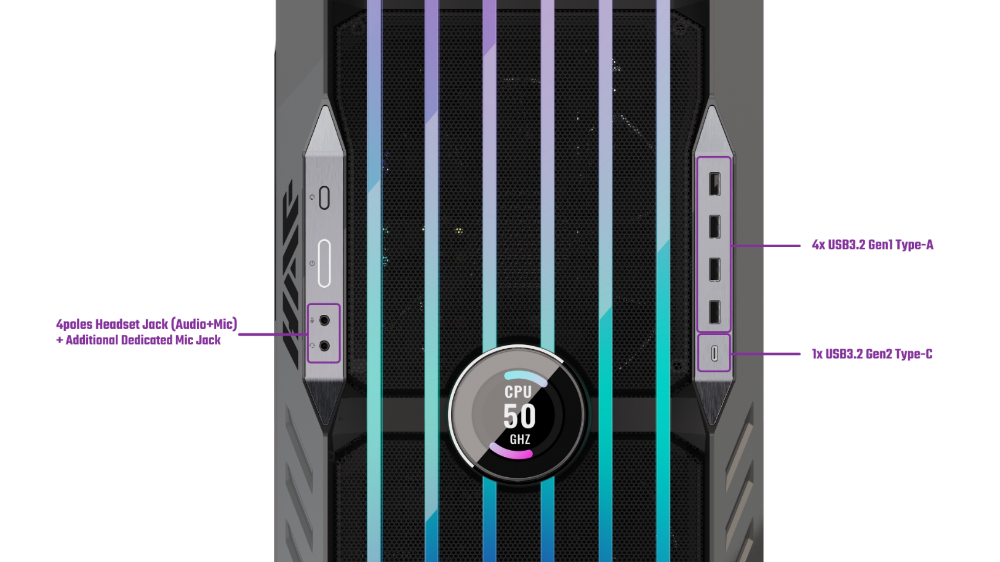 4x USB3.2 Gen1 Type-A
4poles Headset Jack (Audio+Mic)
+ Additional Dedicated Mic Jack
1x USB3.2 Gen2 Type-C
CPU
50
GHZ